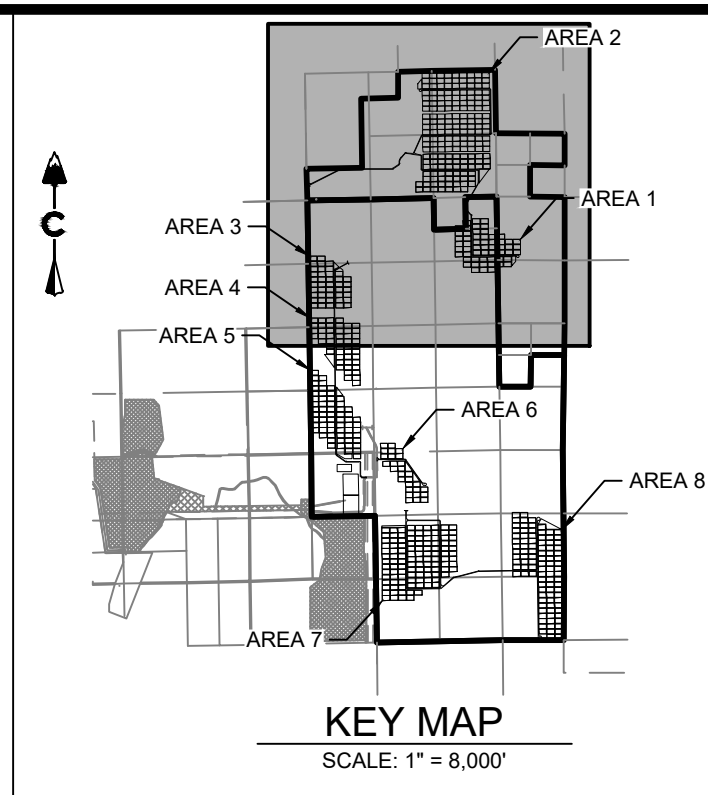 AREA 2
AREA 1
AREA 3
AREA 4
AREA 5
AREA 6
AREA 8
AREA 7
C
KEY MAP
SCALE: 1" = 8,000'